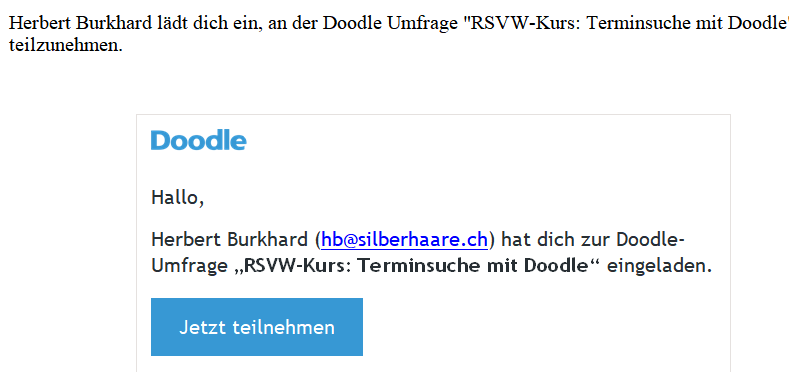 Herbert Burkhard lädt dich ein, an der Doodle Umfrage "RSVW-Kurs: Terminsuche mit Doodle"
teilzunehmen.
Doodle
Hallo,
Herbert Burkhard (hb@silberhaare.ch) hat dich zur Doodle-
Umfrage „RSVW-Kurs: Terminsuche mit Doodle“ eingeladen.
Jetzt teilnehmen